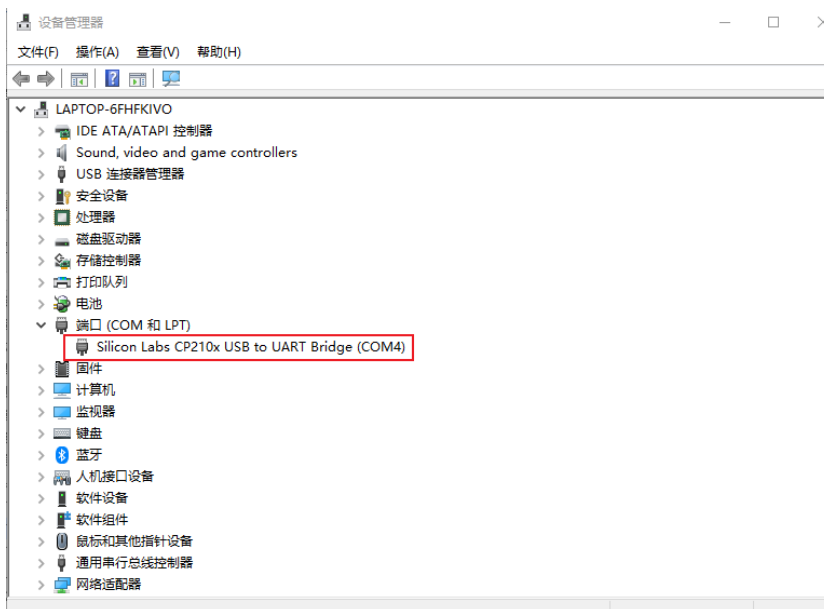 设备管理器
文件(F) 操作(A) 查看(V) 帮助(H)
LAPTOP-6FHFKIVO
IDE ATA/ATAPI 控制器
Sound, video and game controllers
USB 连接器管理器
安全设备
处理器
磁盘驱动器
存储控制器
打印队列
电池
端口 (COM 和 LPT)
Silicon Labs CP210x USB to UART Bridge (COM4)
固件
计算机
监视器
键盘
蓝牙
人机接口设备
软件设备
软件组件
鼠标和其他指针设备
通用串行总线控制器
网络适配器